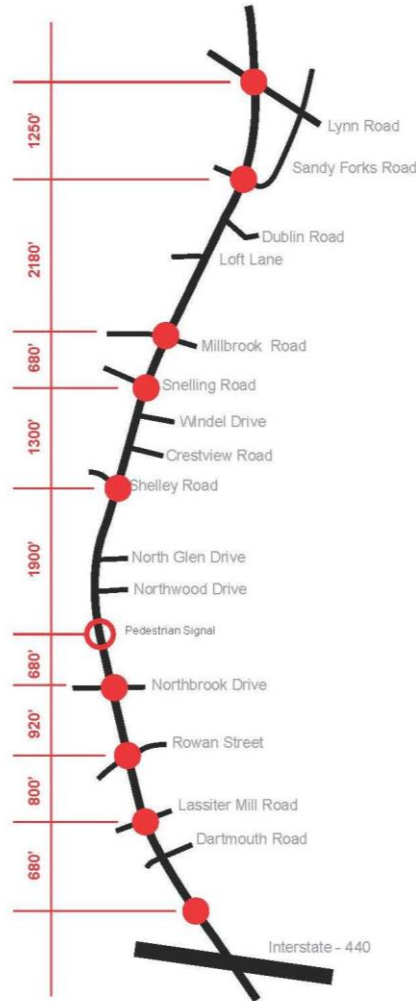 1250'
Lynn Road
Sandy Forks Road
Dublin Road
2180'
Loft Lane
680'
Millbrook  Road
Snelling Road
1300'
Windel Drive
Crestview Road
Shelley Road
1900'
North Glen Drive
Northwood Drive
Pedestrian Signal
680'
Northbrook Drive
920'
Rowan Street
800'
Lassiter Mill Road
680'
Dartmouth Road
Interstate - 440